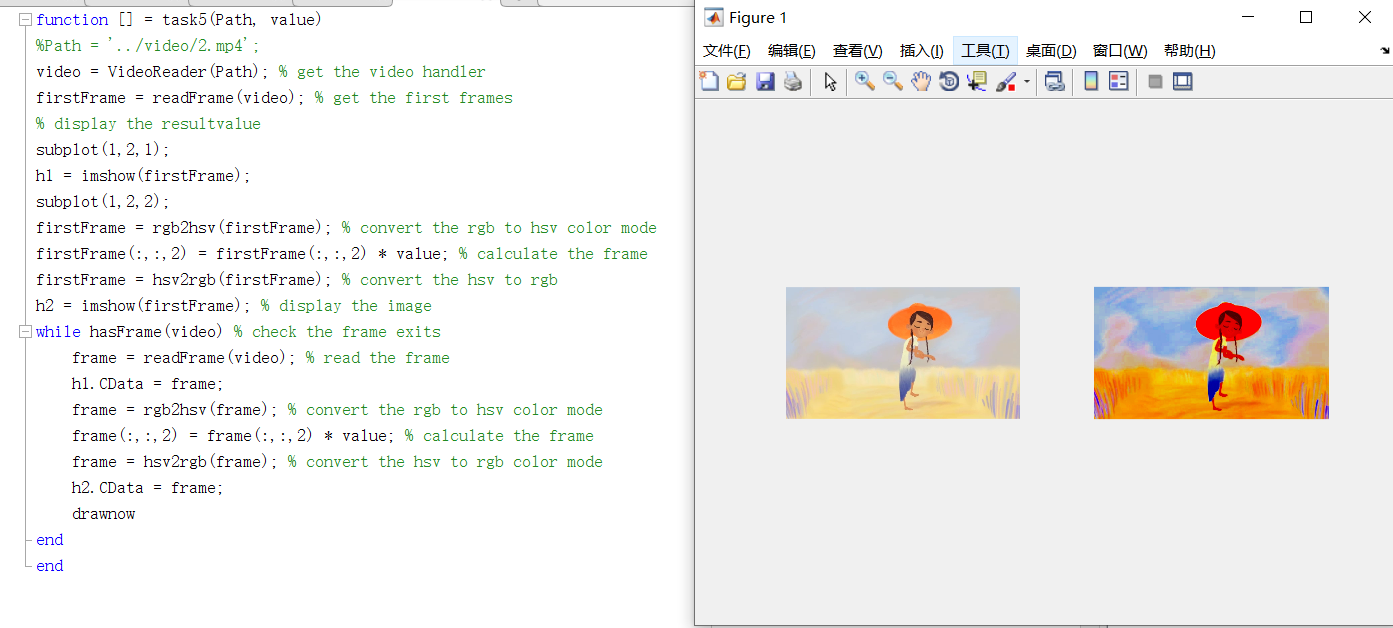 function [] = task5(Path, value)
%Path = '../video/2.mp4';
video = VideoReader(Path); % get the video handler
firstFrame = readFrame(video); % get the first frames
% display the resultvalue
subplot(1,2,1);
h1 = imshow(firstFrame);
subplot(1,2,2);
firstFrame = rgb2hsv(firstFrame); % convert the rgb to hsv color mode
firstFrame(:,:,2) = firstFrame(:,:,2) * value; % calculate the frame
firstFrame = hsv2rgb(firstFrame); % convert the hsv to rgb
h2 = imshow(firstFrame); % display the image
while hasFrame(video) % check the frame exits
frame = readFrame(video); % read the frame
h1.CData = frame;
frame = rgb2hsv(frame); % convert the rgb to hsv color mode
frame(:,:,2) = frame(:,:,2) * value; % calculate the frame
frame = hsv2rgb(frame); % convert the hsv to rgb color mode
h2.CData = frame;
drawnow
end
end
Figure 1
文件(F) 编辑(E) 查看(V) 插入(I) 工具(T) 桌面(D) 窗口(W) 帮助(H)